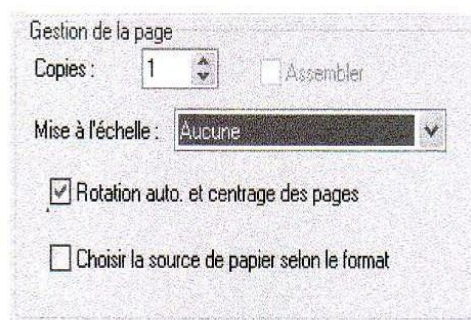 Gestion de la page
Copies : 1 Assembler
Mise à l'échelle : Aucune
Rotation auto. et centrage des pages
Choisir la source de papier selon le format